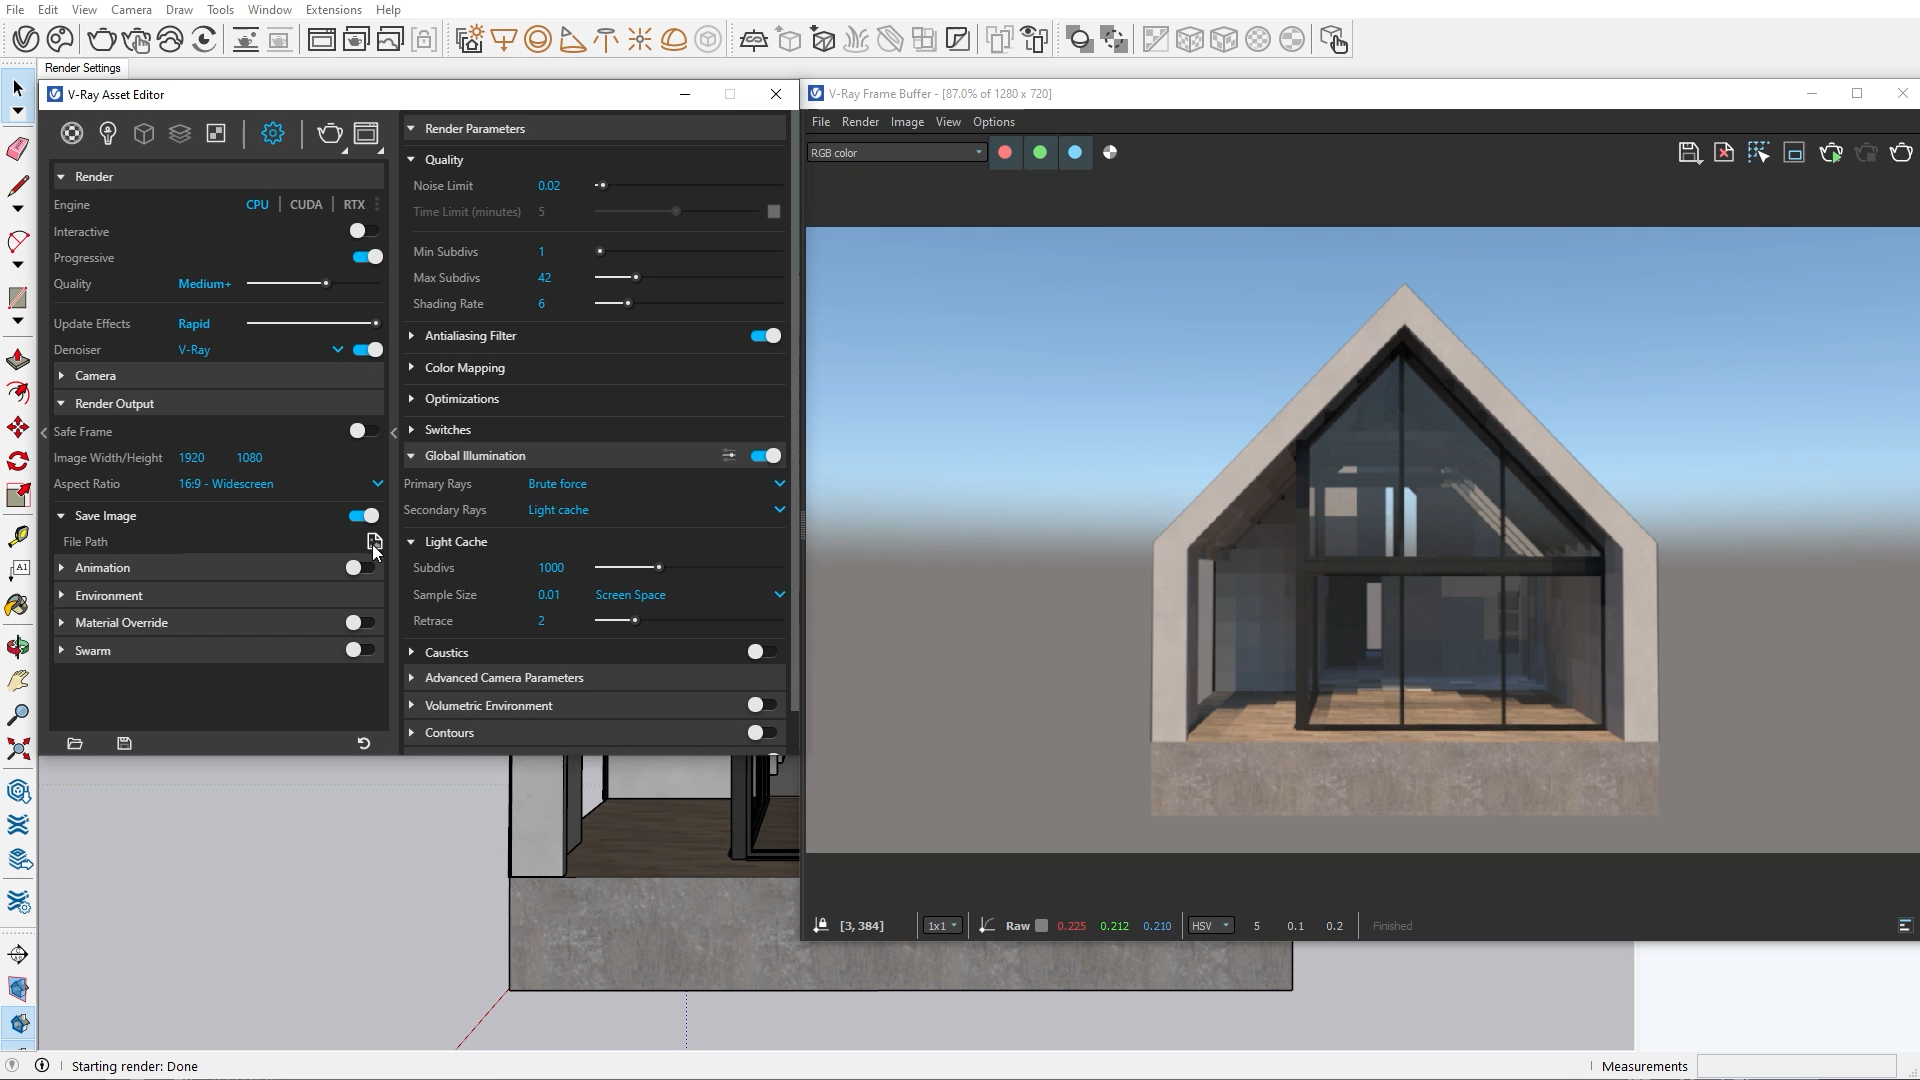 File Edit View Camera Draw Tools Window Extensions Help
Render Settings
V-Ray Asset Editor
Render
Engine CPU CUDA RTX
Interactive
Progressive
Quality Medium+
Update Effects Rapid
Denoiser V-Ray
Camera
Render Output
Safe Frame
Image Width/Height 1920 1080
Aspect Ratio 16:9 - Widescreen
Save Image
File Path
Animation
Environment
Material Override
Swarm
Render Parameters
Quality
Noise Limit 0.02
Time Limit (minutes) 5
Min Subdivs 1
Max Subdivs 42
Shading Rate 6
Antialiasing Filter
Color Mapping
Optimizations
Switches
Global Illumination
Primary Rays Brute force
Secondary Rays Light cache
Light Cache
Subdivs 1000
Sample Size 0.01 Screen Space
Retrace 2
Caustics
Advanced Camera Parameters
Volumetric Environment
Contours
V-Ray Frame Buffer - [87.0% of 1280 x 720]
File Render Image View Options
RGB color
[3, 384] 1x1 Raw 0.225 0.212 0.210 HSV 5 0.1 0.2 Finished
A1
Starting render: Done
Measurements